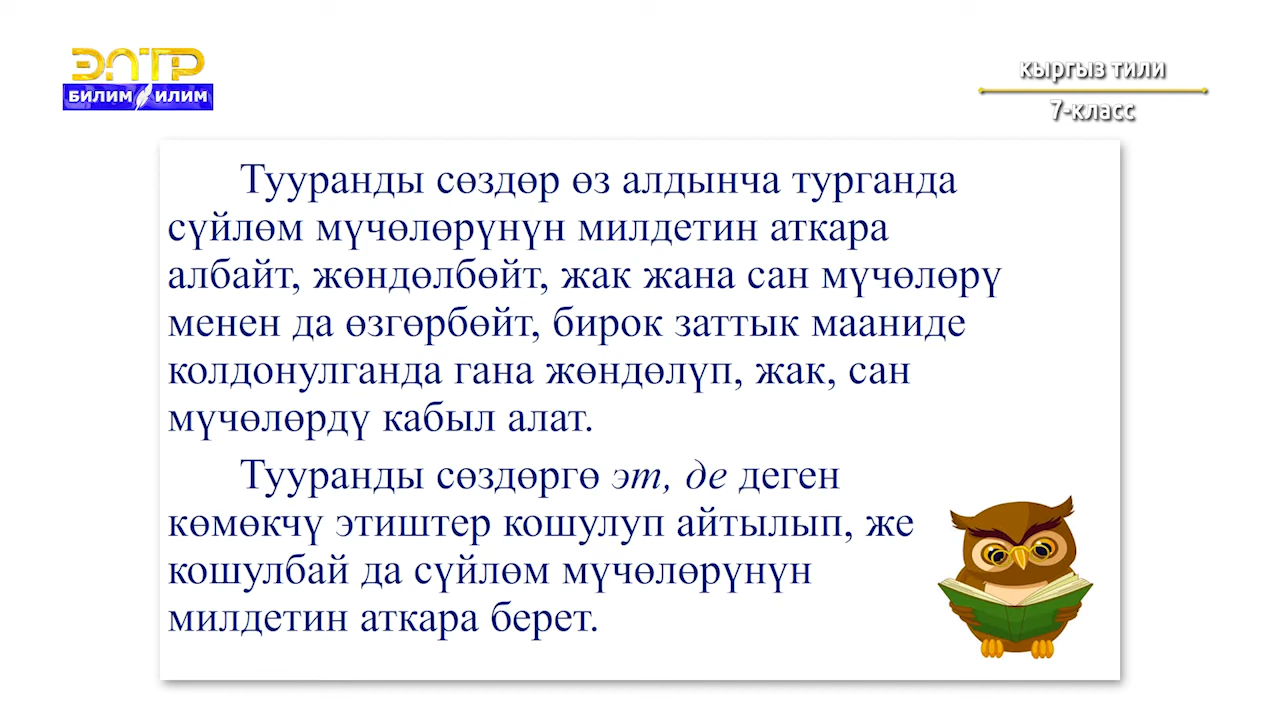 ЭЛТР
БИЛИМ ИЛИМ
кыргыз тили
7-класс
Тууранды сөздөр өз алдынча турганда
сүйлөм мүчөлөрүнүн милдетин аткара
албайт, жөндөлбөйт, жак жана сан мүчөлөрү
менен да өзгөрбөйт, бирок заттык мааниде
колдонулганда гана жөндөлүп, жак, сан
мүчөлөрдү кабыл алат.
Тууранды сөздөргө эт, де деген
көмөкчү этиштер кошулуп айтылып, же
кошулбай да сүйлөм мүчөлөрүнүн
милдетин аткара берет.